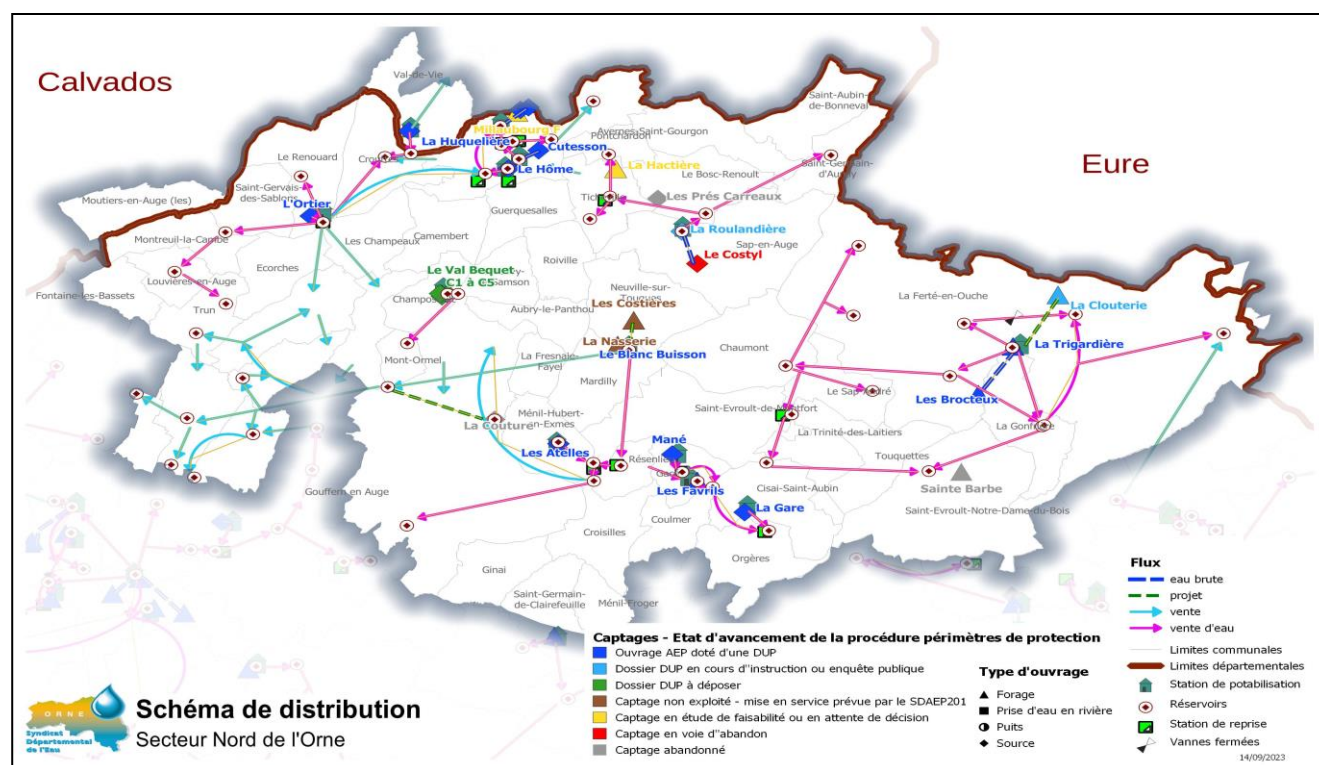 Calvados
Eure
Val-de-Vie
Saint-Aubin-
de-Bonneval
Millaubourg F
Avernes-Saint-Gourgon
Pontchardon
La Huquelière
Cutesson
Le Renouard
Le Hôme
La Hactière
Le Bosc-Renoult
Saint-Germain-
d'Aunay
Saint-Gervais-
des-Sablons
Moutiers-en-Auge (les)
L'Ortier
Les Prés Carreaux
Guerquesalles
Montreuil-la-Cambe
Les Champeaux
Camembert
La Roulandière
Sap-en-Auge
Ecorches
Roiville
Le Costyl
Louvières-en-Auge
Fontaine-les-Bassets
Le Val Bequet
C1 à C5
Neuville-sur-
Touques
La Ferté-en-Ouche
La Clouterie
Trun
Aubry-le-Panthou
Les Costières
La Nasserie
Le Blanc Buisson
La Trigardière
Mont-Ormel
La Fresnaie-
Fayel
Chaumont
Mardilly
Le Sap-André
Les Brocteux
Ménil-Hubert-
en-Exmes
Saint-Evroult-de-Montfort
La Couture
La Trinité-des-Laitiers
La Gonfrière
Mané
Les Atelles
Touquettes
Sainte Barbe
Gouffern en Auge
Les Favrils
Cisai-Saint-Aubin
La Gare
Saint-Evroult-Notre-Dame-du-Bois
Coulmer
Croisilles
Orgères
Ginai
Saint-Germain-
de-Clairefeuille
Ménil-Froger
Flux
eau brute
projet
vente
vente d'eau
Limites communales
Limites départementales
Station de potabilisation
Réservoirs
Station de reprise
Vannes fermées
14/09/2023
Captages - Etat d'avancement de la procédure périmètres de protection
Ouvrage AEP doté d'une DUP
Dossier DUP en cours d''instruction ou enquête publique
Dossier DUP à déposer
Captage non exploité - mise en service prévue par le SDAEP201
Captage en étude de faisabilité ou en attente de décision
Captage en voie d''abandon
Captage abandonné
Type d'ouvrage
Forage
Prise d'eau en rivière
Puits
Source
ORNE
Syndicat
Départemental
de l'Eau
Schéma de distribution
Secteur Nord de l'Orne